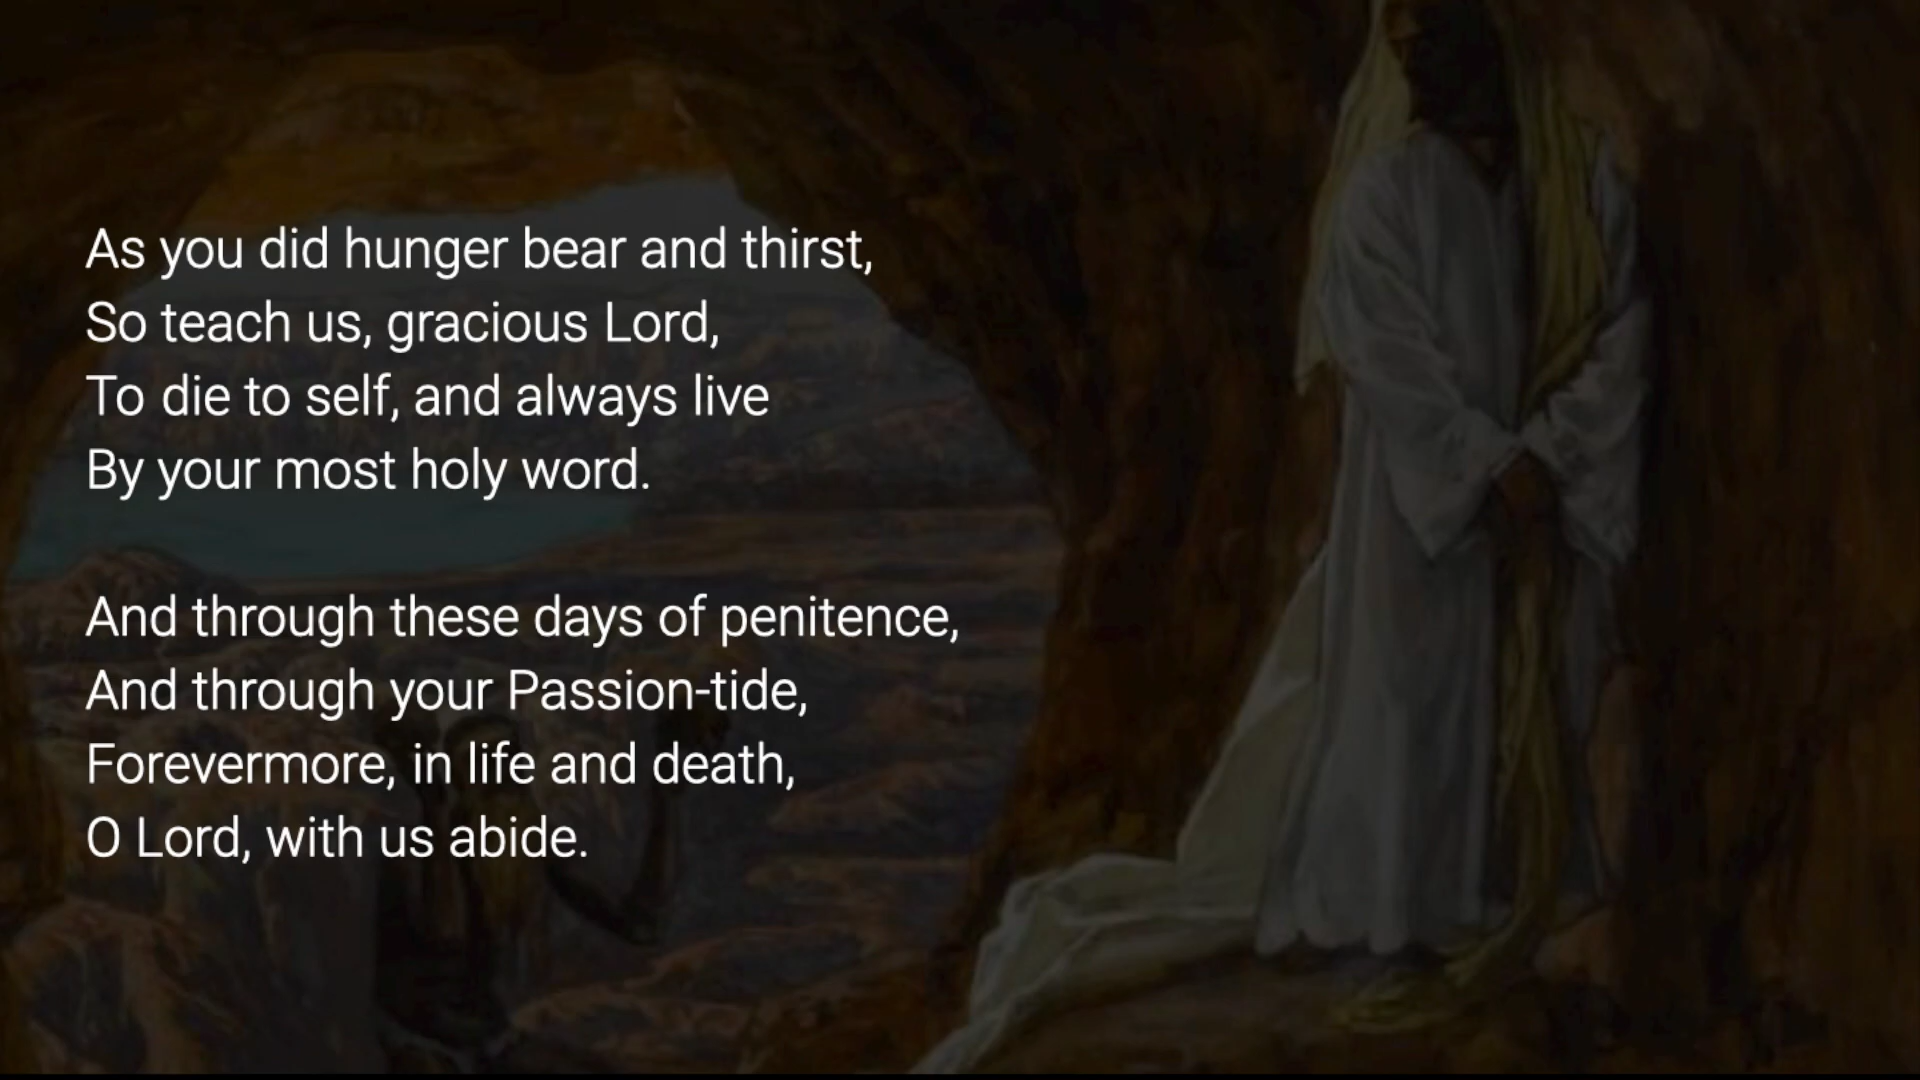 As you did hunger bear and thirst,
So teach us, gracious Lord,
To die to self, and always live
By your most holy word.
And through these days of penitence,
And through your Passion-tide,
Forevermore, in life and death,
O Lord, with us abide.